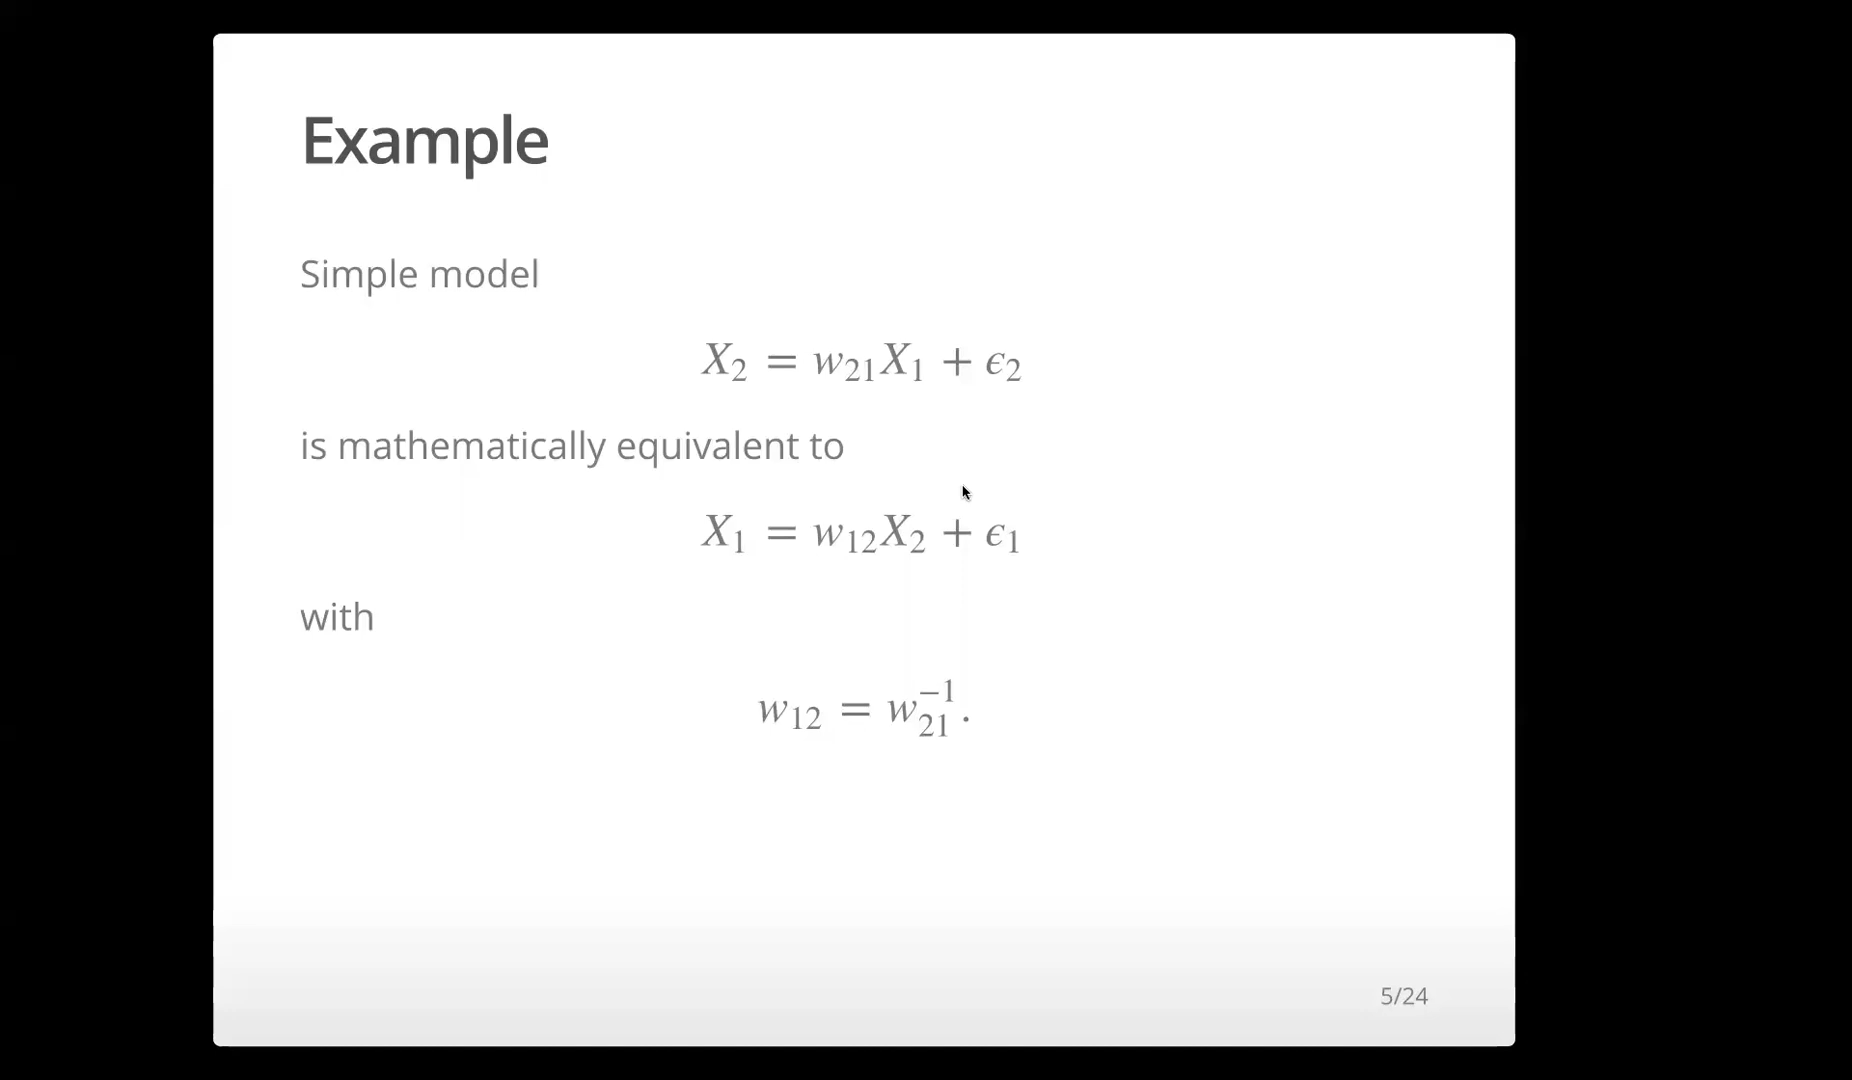 Example
Simple model
X₂ = w₂₁X₁ + ϵ₂
is mathematically equivalent to
X₁ = w₁₂X₂ + ϵ₁
with
w₁₂ = w₂₁⁻¹.
5/24